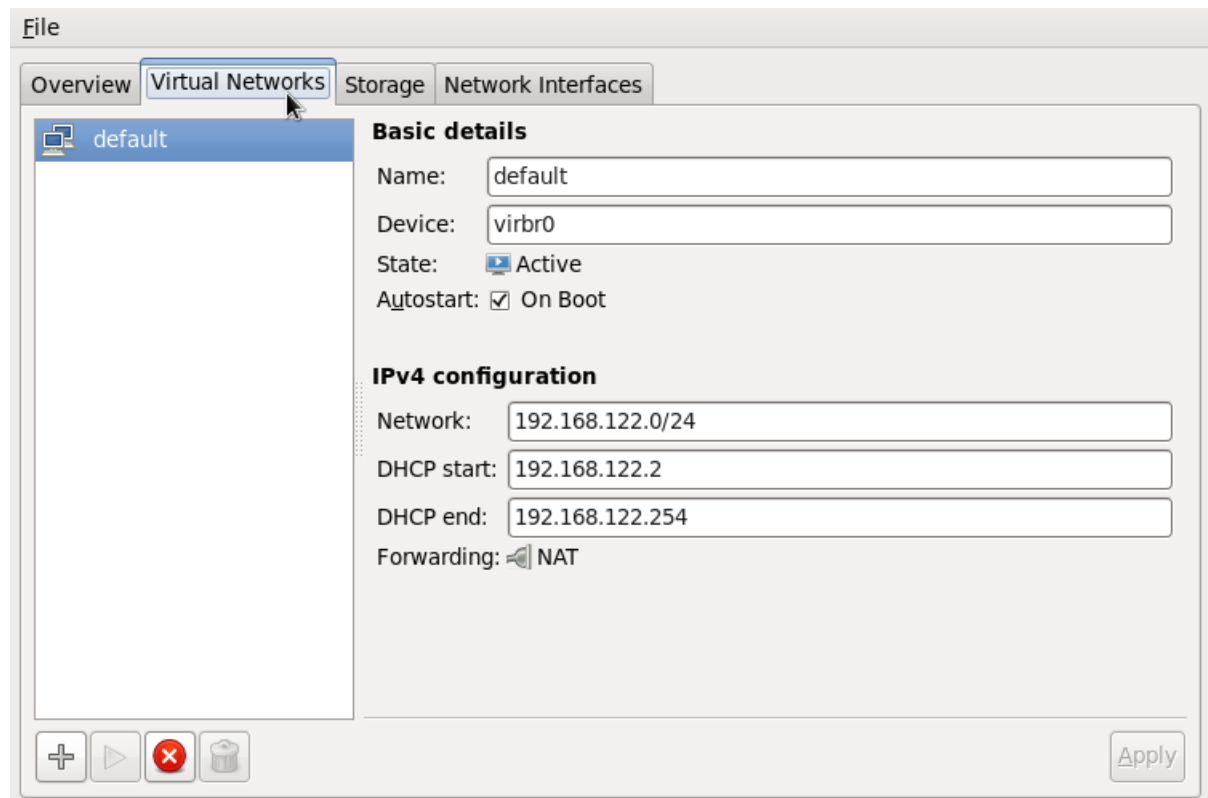 File
Overview Virtual Networks Storage Network Interfaces
default
Basic details
Name: default
Device: virbr0
State: Active
Autostart: On Boot
IPv4 configuration
Network: 192.168.122.0/24
DHCP start: 192.168.122.2
DHCP end: 192.168.122.254
Forwarding: NAT
Apply